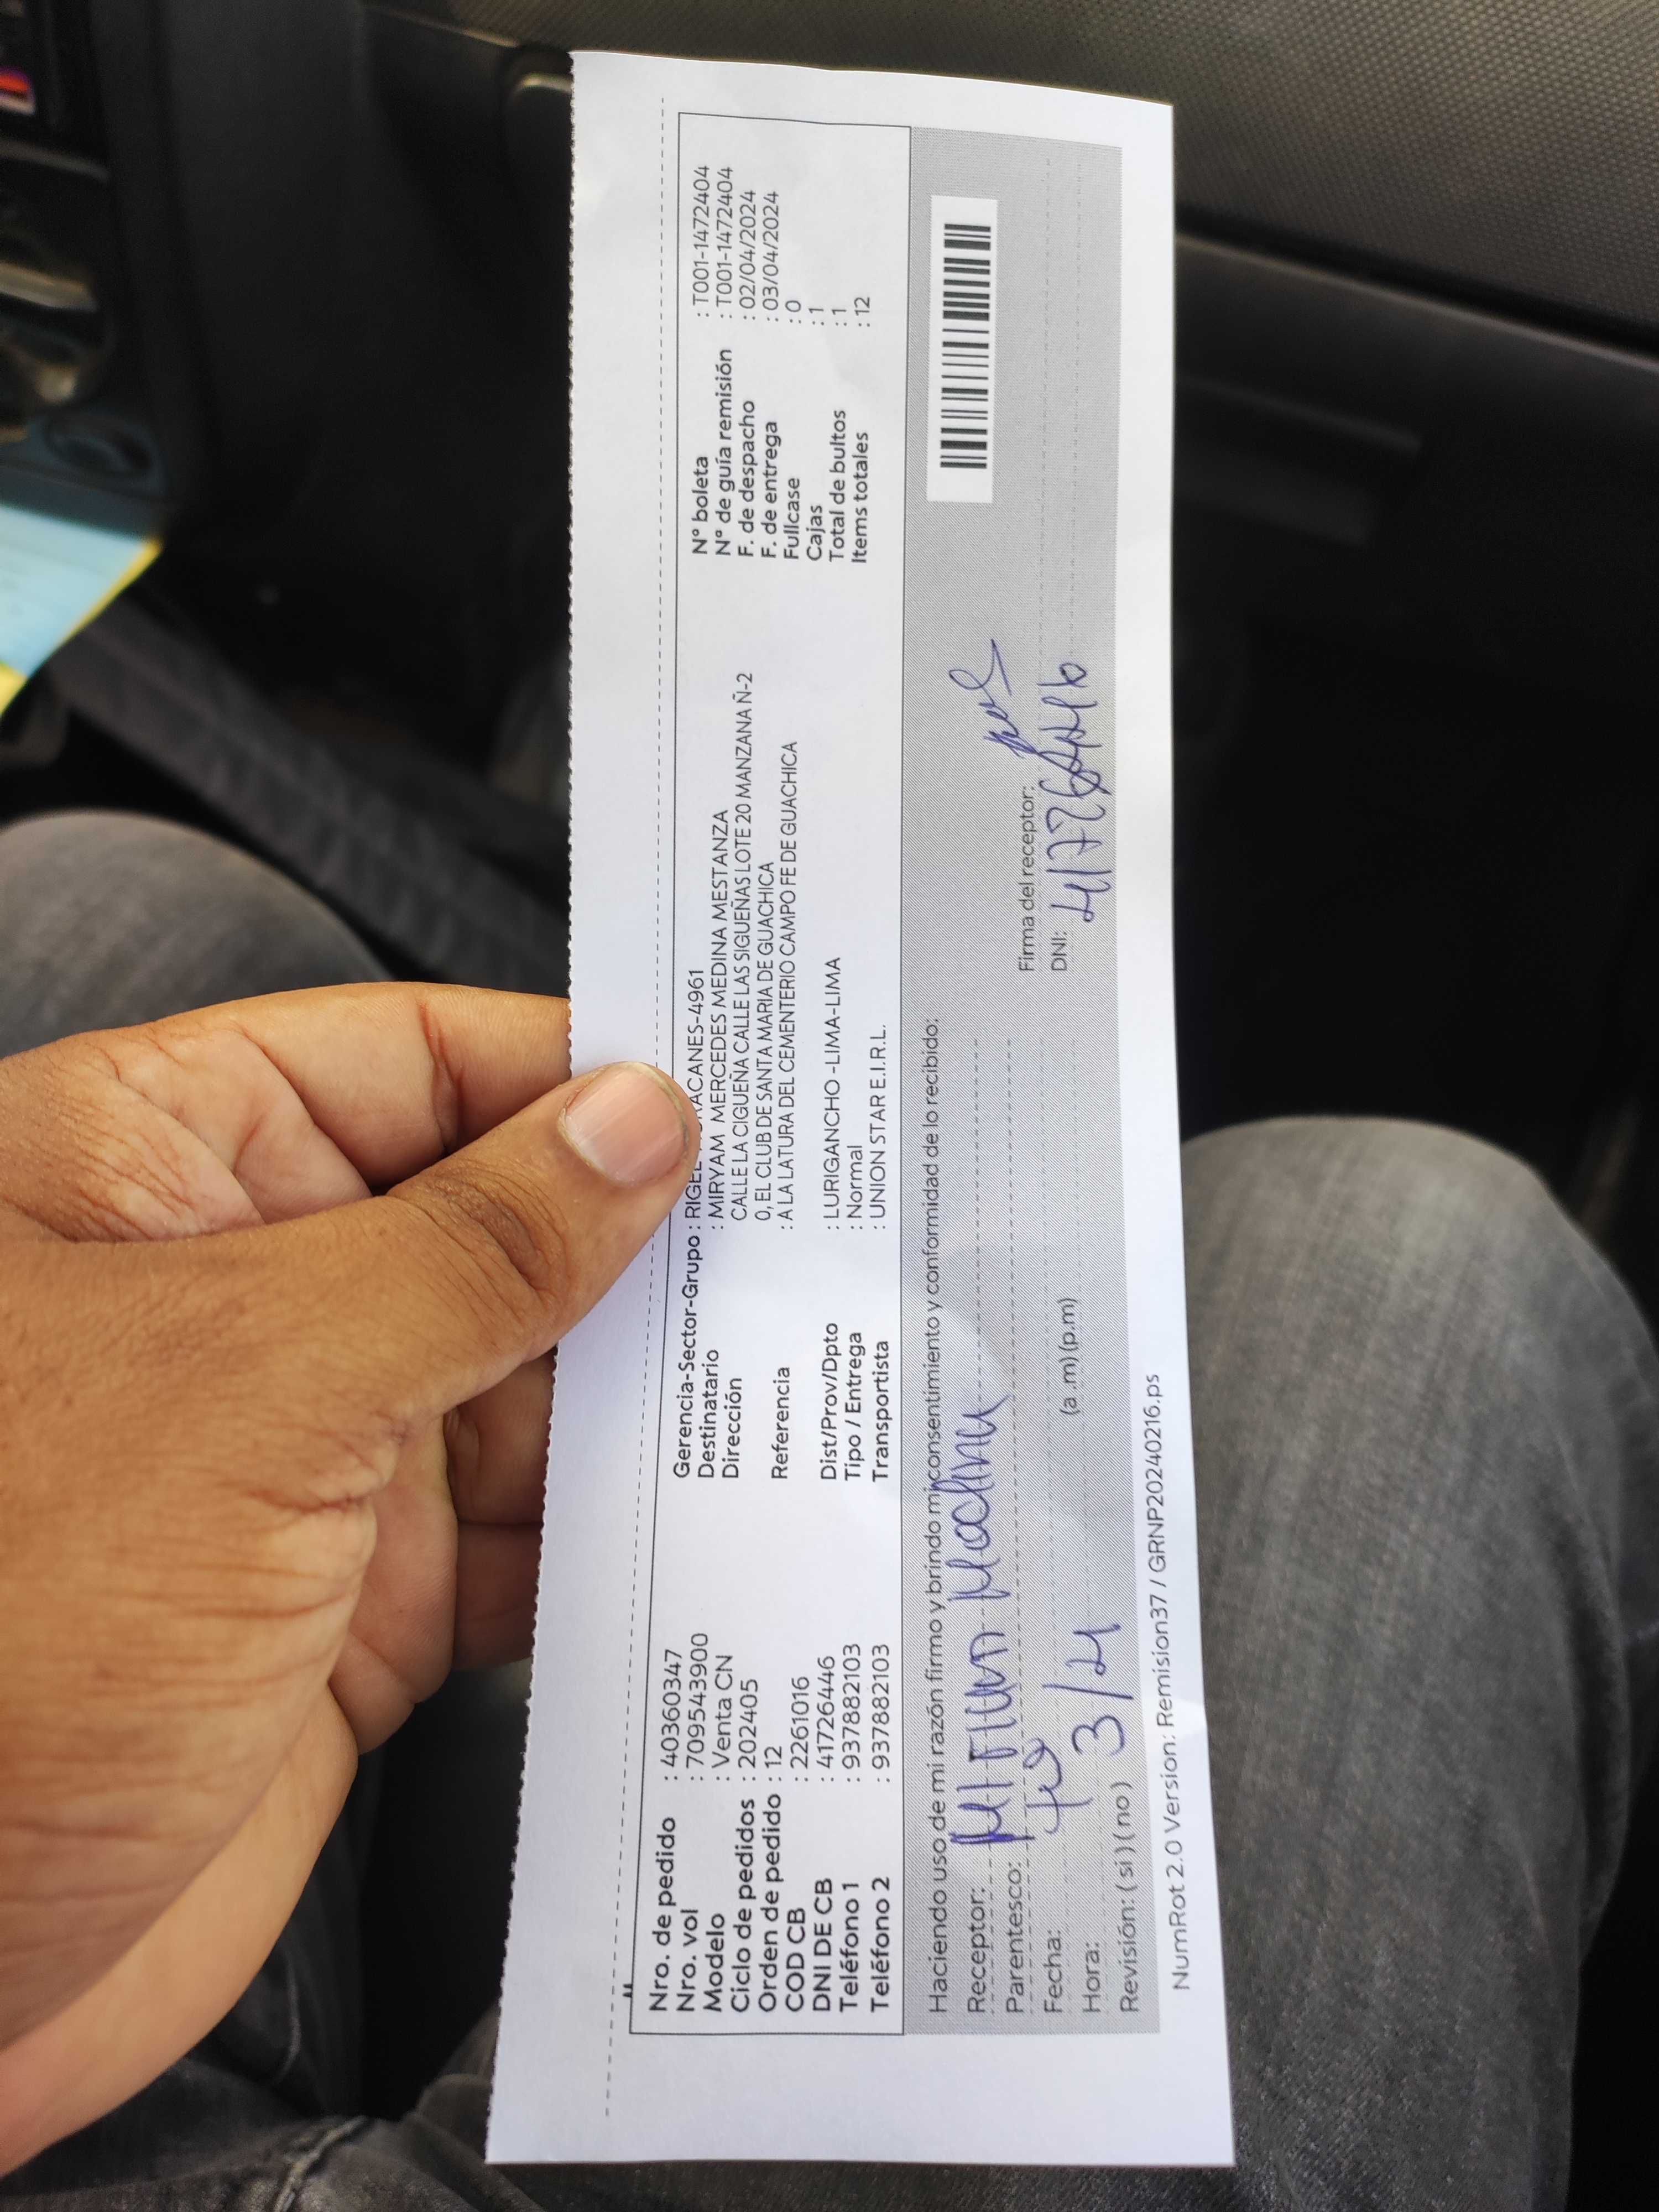 Nro. de pedido : 40360347
Nro. vol : 709543900
Modelo : Venta CN
Ciclo de pedidos : 202405
Orden de pedido : 12
COD CB : 2261016
DNI DE CB : 41726446
Teléfono 1 : 937882103
Teléfono 2 : 937882103
Gerencia-Sector-Grupo : ACANES-4961
Destinatario : MIRYAM MERCEDES MEDINA MESTANZA
Dirección CALLE LA CIGUEÑA CALLE LAS SIGUEÑAS LOTE 20 MANZANA Ñ-2
0, EL CLUB DE SANTA MARIA DE GUACHICA
Referencia : A LA LATURA DEL CEMENTERIO CAMPO FE DE GUACHICA
Dist/Prov/Dpto : LURIGANCHO -LIMA-LIMA
Tipo / Entrega : Normal
Transportista : UNION STAR E.I.R.L.
N° boleta : T001-1472404
N° de guía remisión : T001-1472404
F. de despacho : 02/04/2024
F. de entrega : 03/04/2024
Fullcase : 0
Cajas : 1
Total de bultos : 1
Items totales : 12
Haciendo uso de mi razón firmo y brindo mi consentimiento y conformidad de lo recibido:
Receptor: Miriam Medina
Parentesco:
Fecha: 3/4
Hora: (a .m) (p.m)
Revisión: ( si ) ( no )
Firma del receptor:
DNI: 41726446
NumRot 2.0 Version: Remision37 / GRNP20240216.ps